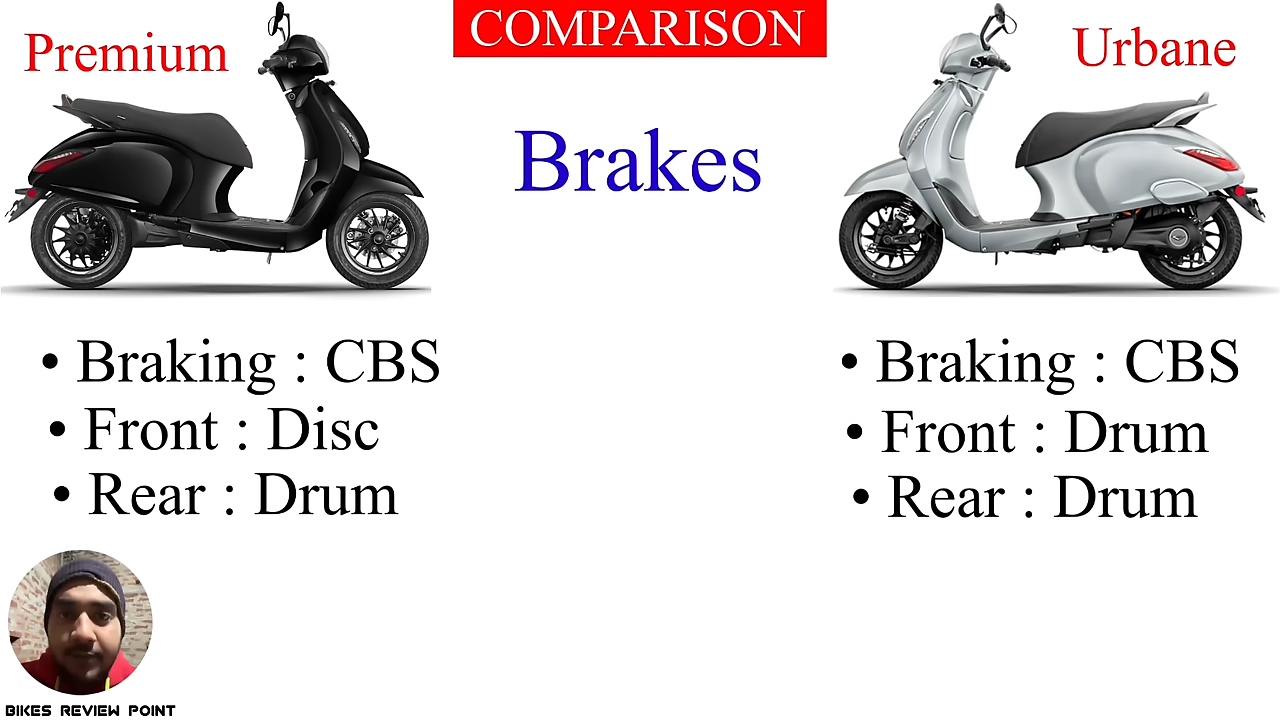 COMPARISON
Premium
Urbane
Brakes
• Braking : CBS
• Front : Disc
• Rear : Drum
• Braking : CBS
• Front : Drum
• Rear : Drum
BIKES REVIEW POINT